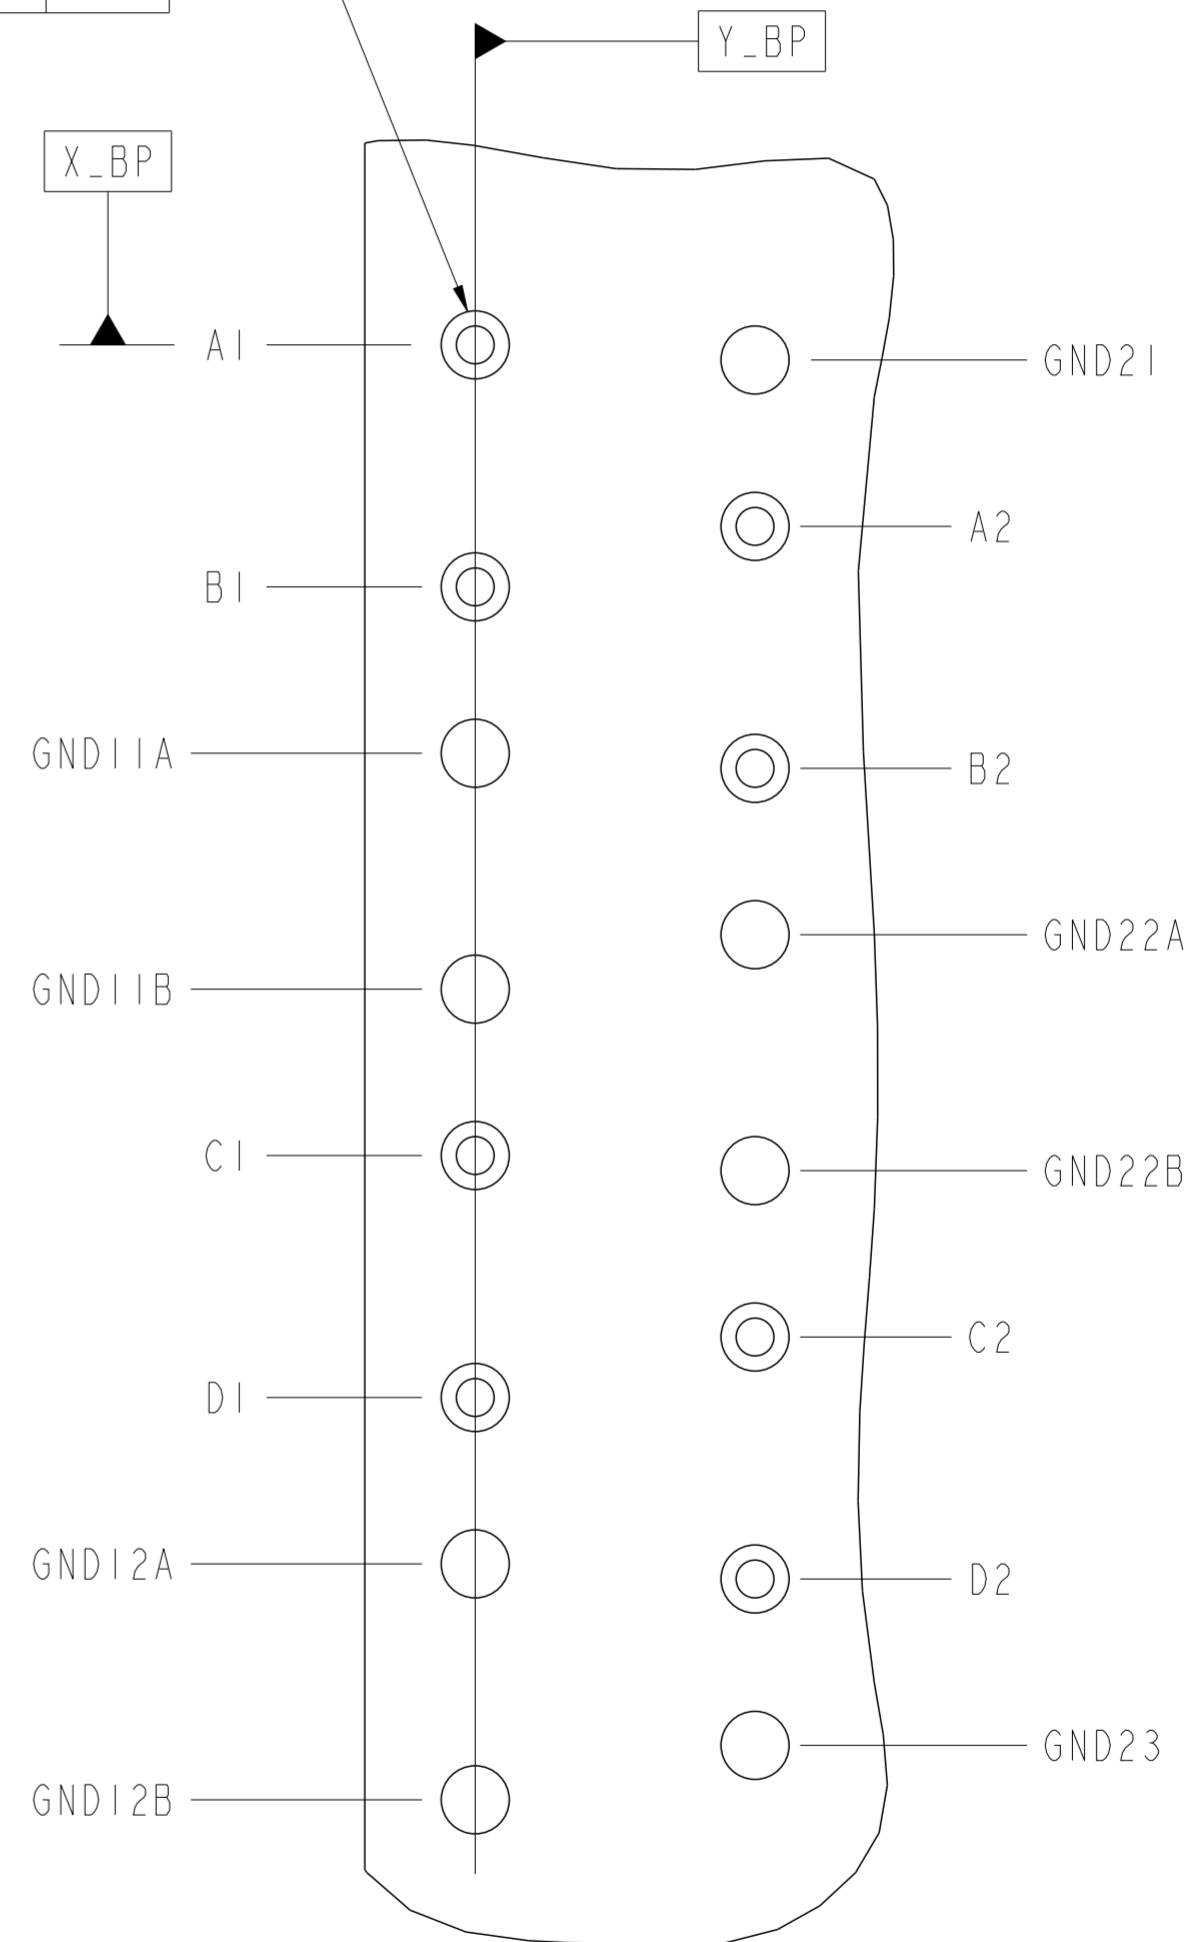 Y_BP
X_BP
A1
GND21
A2
B1
GND11A
B2
GND22A
GND11B
C1
GND22B
C2
D1
GND12A
D2
GND23
GND12B